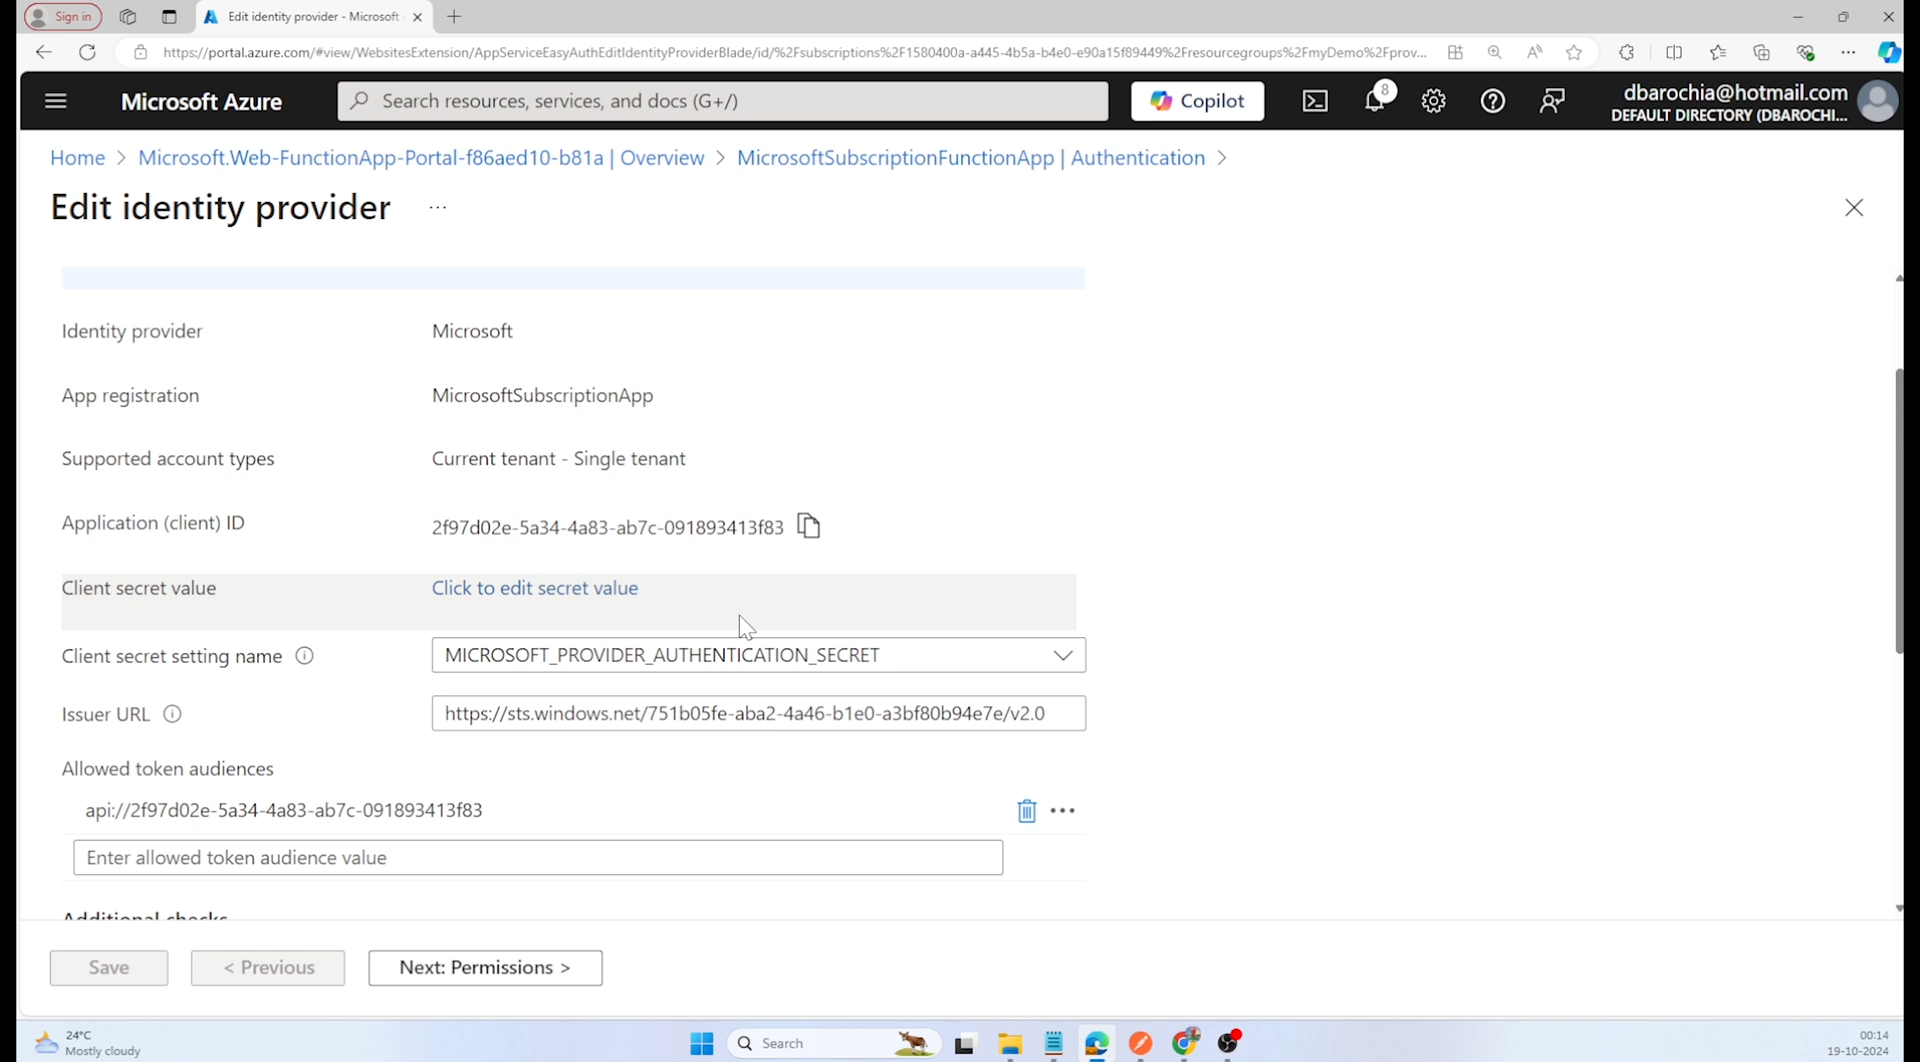 Sign in
Edit identity provider - Microsoft
https://portal.azure.com/#view/WebsitesExtension/AppServiceEasyAuthEditIdentityProviderBlade/id/%2Fsubscriptions%2F1580400a-a445-4b5a-b4e0-e90a15f89449%2Fresourcegroups%2FmyDemo%2Fprov...
Microsoft Azure
Search resources, services, and docs (G+/)
Copilot
8
dbarochia@hotmail.com
DEFAULT DIRECTORY (DBAROCHI...
Home > Microsoft.Web-FunctionApp-Portal-f86aed10-b81a | Overview > MicrosoftSubscriptionFunctionApp | Authentication >
Edit identity provider ...
Identity provider Microsoft
App registration MicrosoftSubscriptionApp
Supported account types Current tenant - Single tenant
Application (client) ID 2f97d02e-5a34-4a83-ab7c-091893413f83
Client secret value Click to edit secret value
Client secret setting name MICROSOFT_PROVIDER_AUTHENTICATION_SECRET
Issuer URL https://sts.windows.net/751b05fe-aba2-4a46-b1e0-a3bf80b94e7e/v2.0
Allowed token audiences
api://2f97d02e-5a34-4a83-ab7c-091893413f83
Enter allowed token audience value
Additional checks
Save < Previous Next: Permissions >
24°C
Mostly cloudy
Search
00:14
19-10-2024